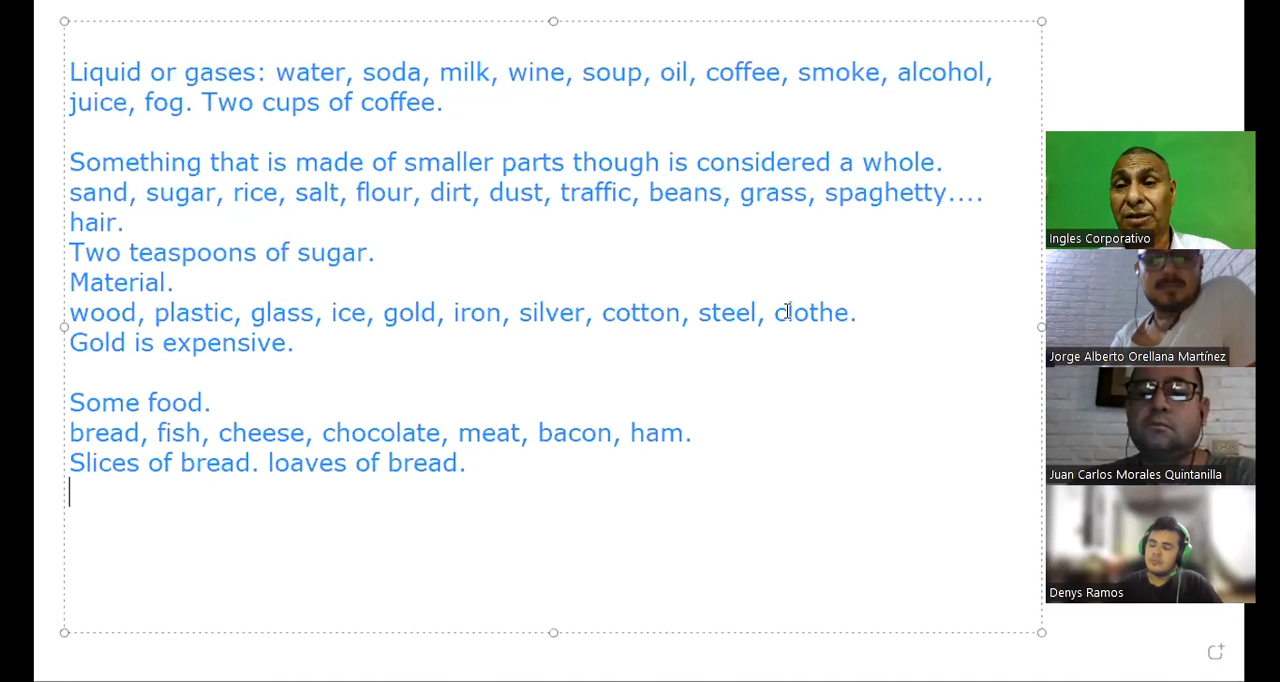 Liquid or gases: water, soda, milk, wine, soup, oil, coffee, smoke, alcohol,
juice, fog. Two cups of coffee.
Something that is made of smaller parts though is considered a whole.
sand, sugar, rice, salt, flour, dirt, dust, traffic, beans, grass, spaghetty....
hair.
Two teaspoons of sugar.
Material.
wood, plastic, glass, ice, gold, iron, silver, cotton, steel, clothe.
Gold is expensive.
Some food.
bread, fish, cheese, chocolate, meat, bacon, ham.
Slices of bread. loaves of bread.
Ingles Corporativo
Jorge Alberto Orellana Martínez
Juan Carlos Morales Quintanilla
Denys Ramos